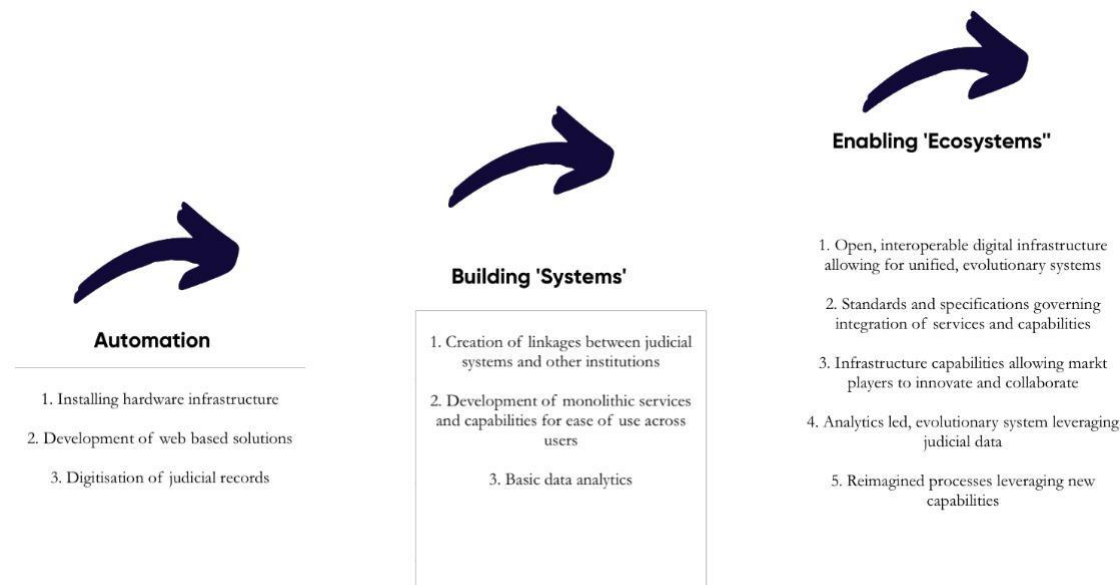 Automation
1. Installing hardware infrastructure
2. Development of web based solutions
3. Digitisation of judicial records
Building 'Systems'
1. Creation of linkages between judicial
systems and other institutions
2. Development of monolithic services
and capabilities for ease of use across
users
3. Basic data analytics
Enabling 'Ecosystems"
1. Open, interoperable digital infrastructure
allowing for unified, evolutionary systems
2. Standards and specifications governing
integration of services and capabilities
3. Infrastructure capabilities allowing markt
players to innovate and collaborate
4. Analytics led, evolutionary system leveraging
judicial data
5. Reimagined processes leveraging new
capabilities